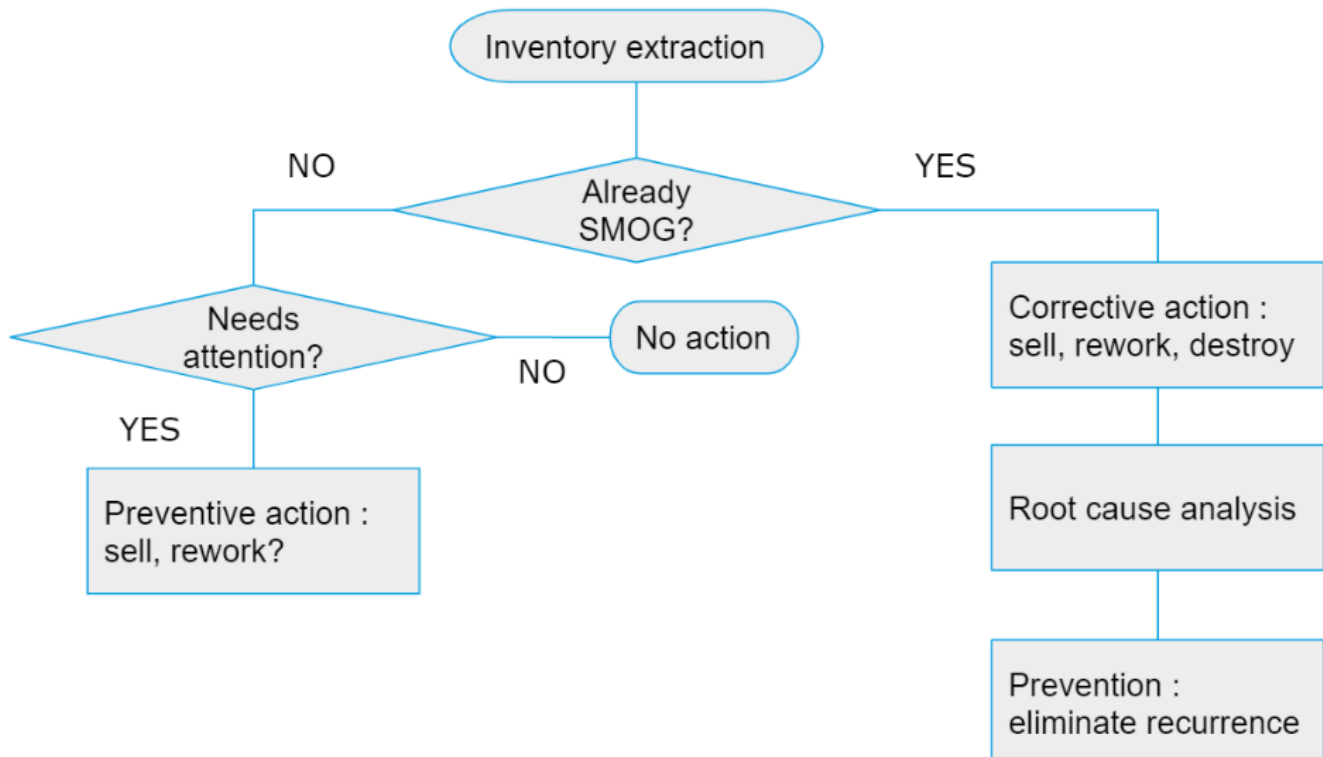 Inventory extraction
NO
YES
Already
SMOG?
Needs
attention?
No action
NO
Corrective action :
sell, rework, destroy
YES
Preventive action :
sell, rework?
Root cause analysis
Prevention :
eliminate recurrence